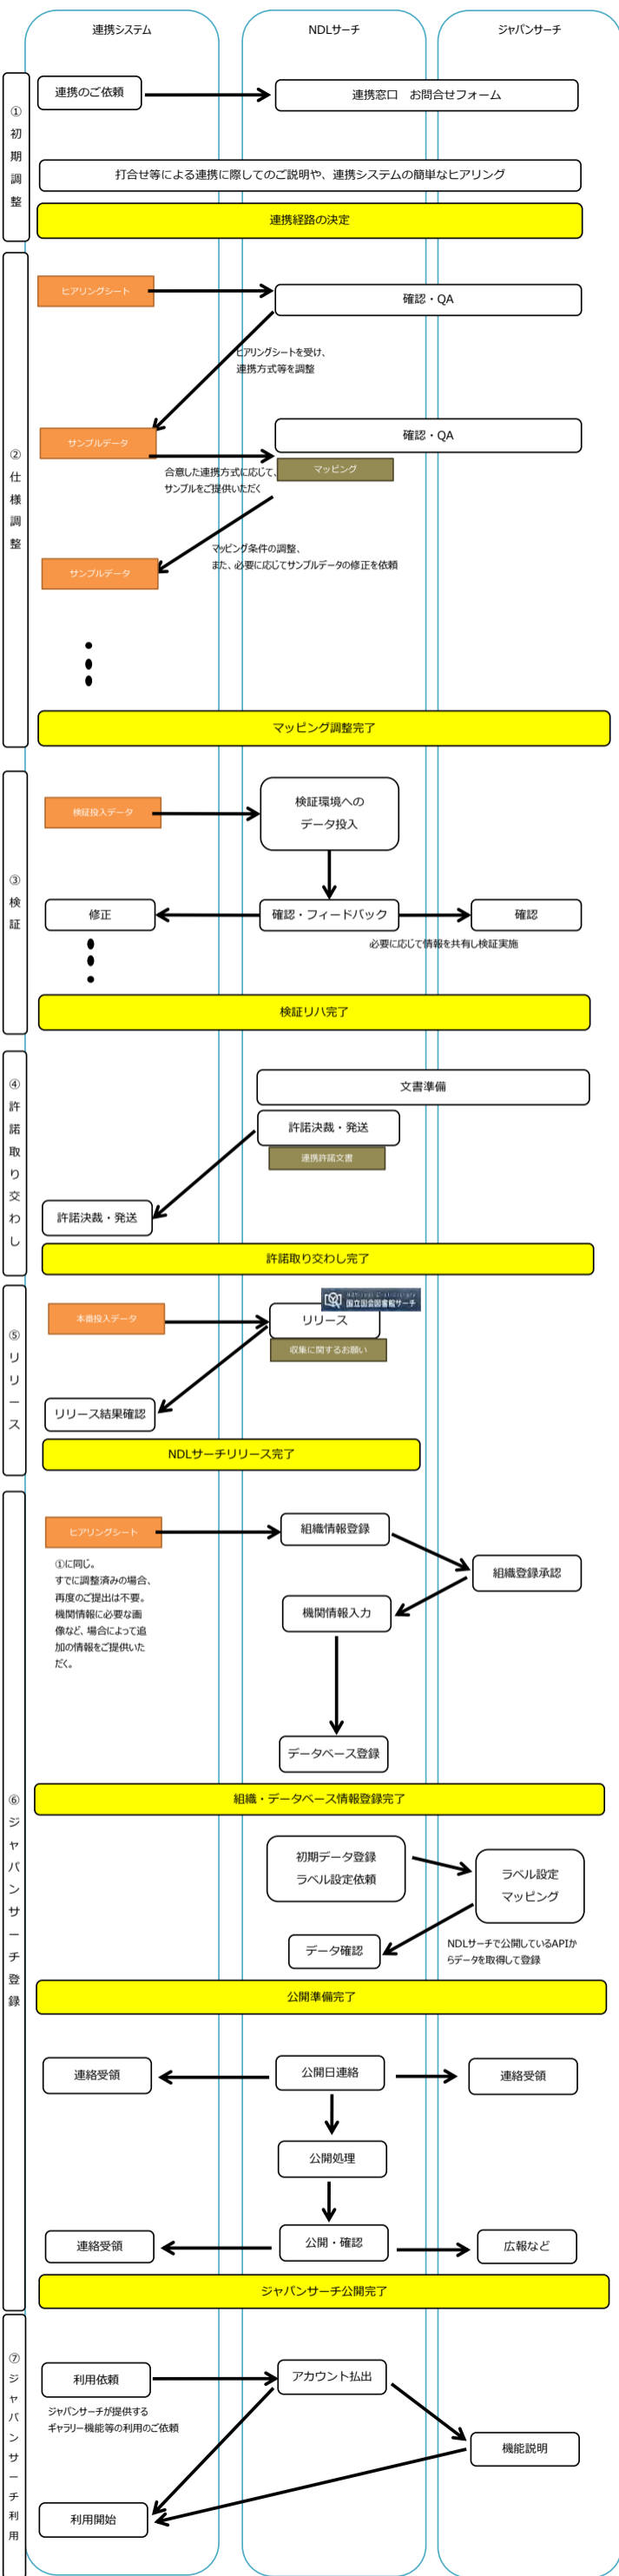 連携システム
NDLサーチ
ジャパンサーチ
①初期調整
連携のご依頼
連携窓口　お問合せフォーム
打合せ等による連携に際してのご説明や、連携システムの簡単なヒアリング
連携経路の決定
②仕様調整
ヒアリングシート
確認・QA
ヒアリングシートを受け、
連携方式等を調整
サンプルデータ
確認・QA
マッピング
合意した連携方式に応じて、
サンプルをご提供いただく
マッピング条件の調整、
また、必要に応じてサンプルデータの修正を依頼
サンプルデータ
マッピング調整完了
③検証
検証投入データ
検証環境への
データ投入
修正
確認・フィードバック
確認
必要に応じて情報を共有し検証実施
検証リハ完了
④許諾取り交わし
文書準備
許諾決裁・発送
連携許諾文書
許諾決裁・発送
許諾取り交わし完了
⑤リリース
本番投入データ
国立国会図書館サーチ
リリース
収集に関するお願い
リリース結果確認
NDLサーチリリース完了
⑥ジャパンサーチ登録
ヒアリングシート
組織情報登録
①に同じ。
すでに調整済みの場合、
再度のご提出は不要。
機関情報に必要な画
像など、場合によって追
加の情報をご提供いた
だく。
組織登録承認
機関情報入力
データベース登録
組織・データベース情報登録完了
初期データ登録
ラベル設定依頼
ラベル設定
マッピング
データ確認
NDLサーチで公開しているAPIか
らデータを取得して登録
公開準備完了
連絡受領
公開日連絡
連絡受領
公開処理
連絡受領
公開・確認
広報など
ジャパンサーチ公開完了
⑦ジャパンサーチ利用
利用依頼
アカウント払出
ジャパンサーチが提供する
ギャラリー機能等の利用のご依頼
機能説明
利用開始